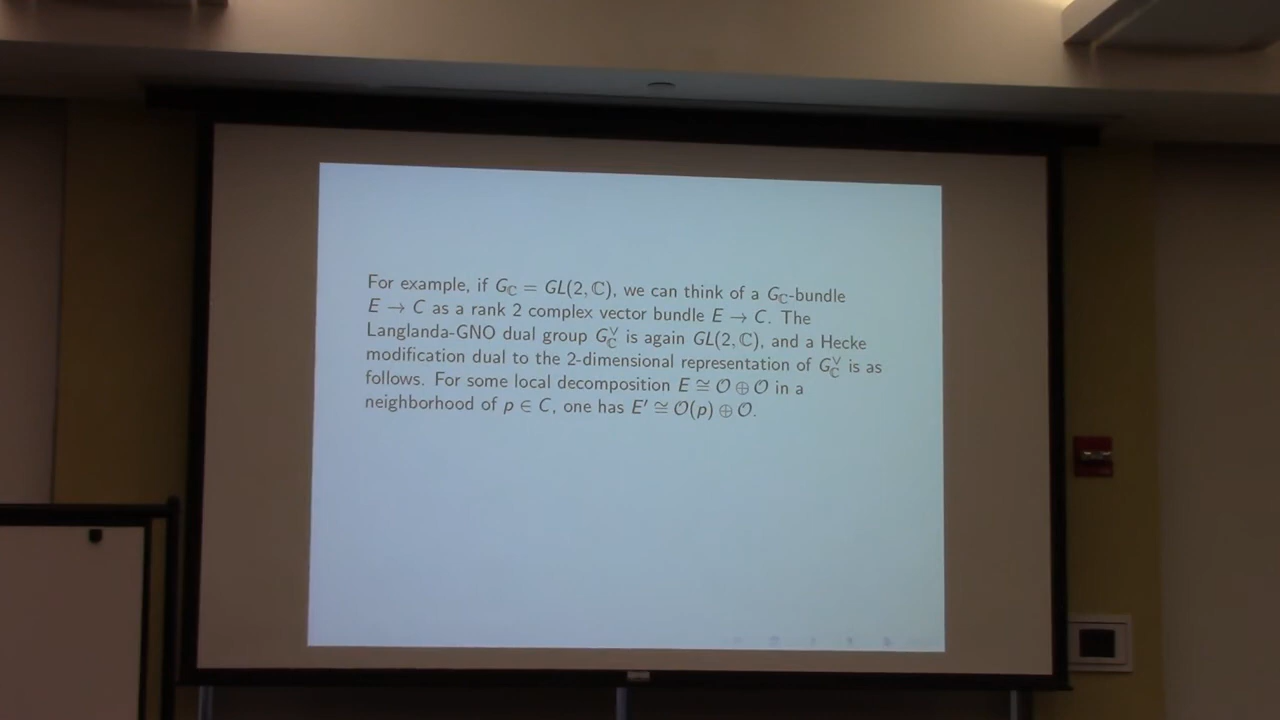 For example, if G_ℂ = GL(2, ℂ), we can think of a G_ℂ-bundle
E → C as a rank 2 complex vector bundle E → C. The
Langlanda-GNO dual group G_ℂ^∨ is again GL(2, ℂ), and a Hecke
modification dual to the 2-dimensional representation of G_ℂ^∨ is as
follows. For some local decomposition E ≅ 𝒪 ⊕ 𝒪 in a
neighborhood of p ∈ C, one has E′ ≅ 𝒪(p) ⊕ 𝒪.